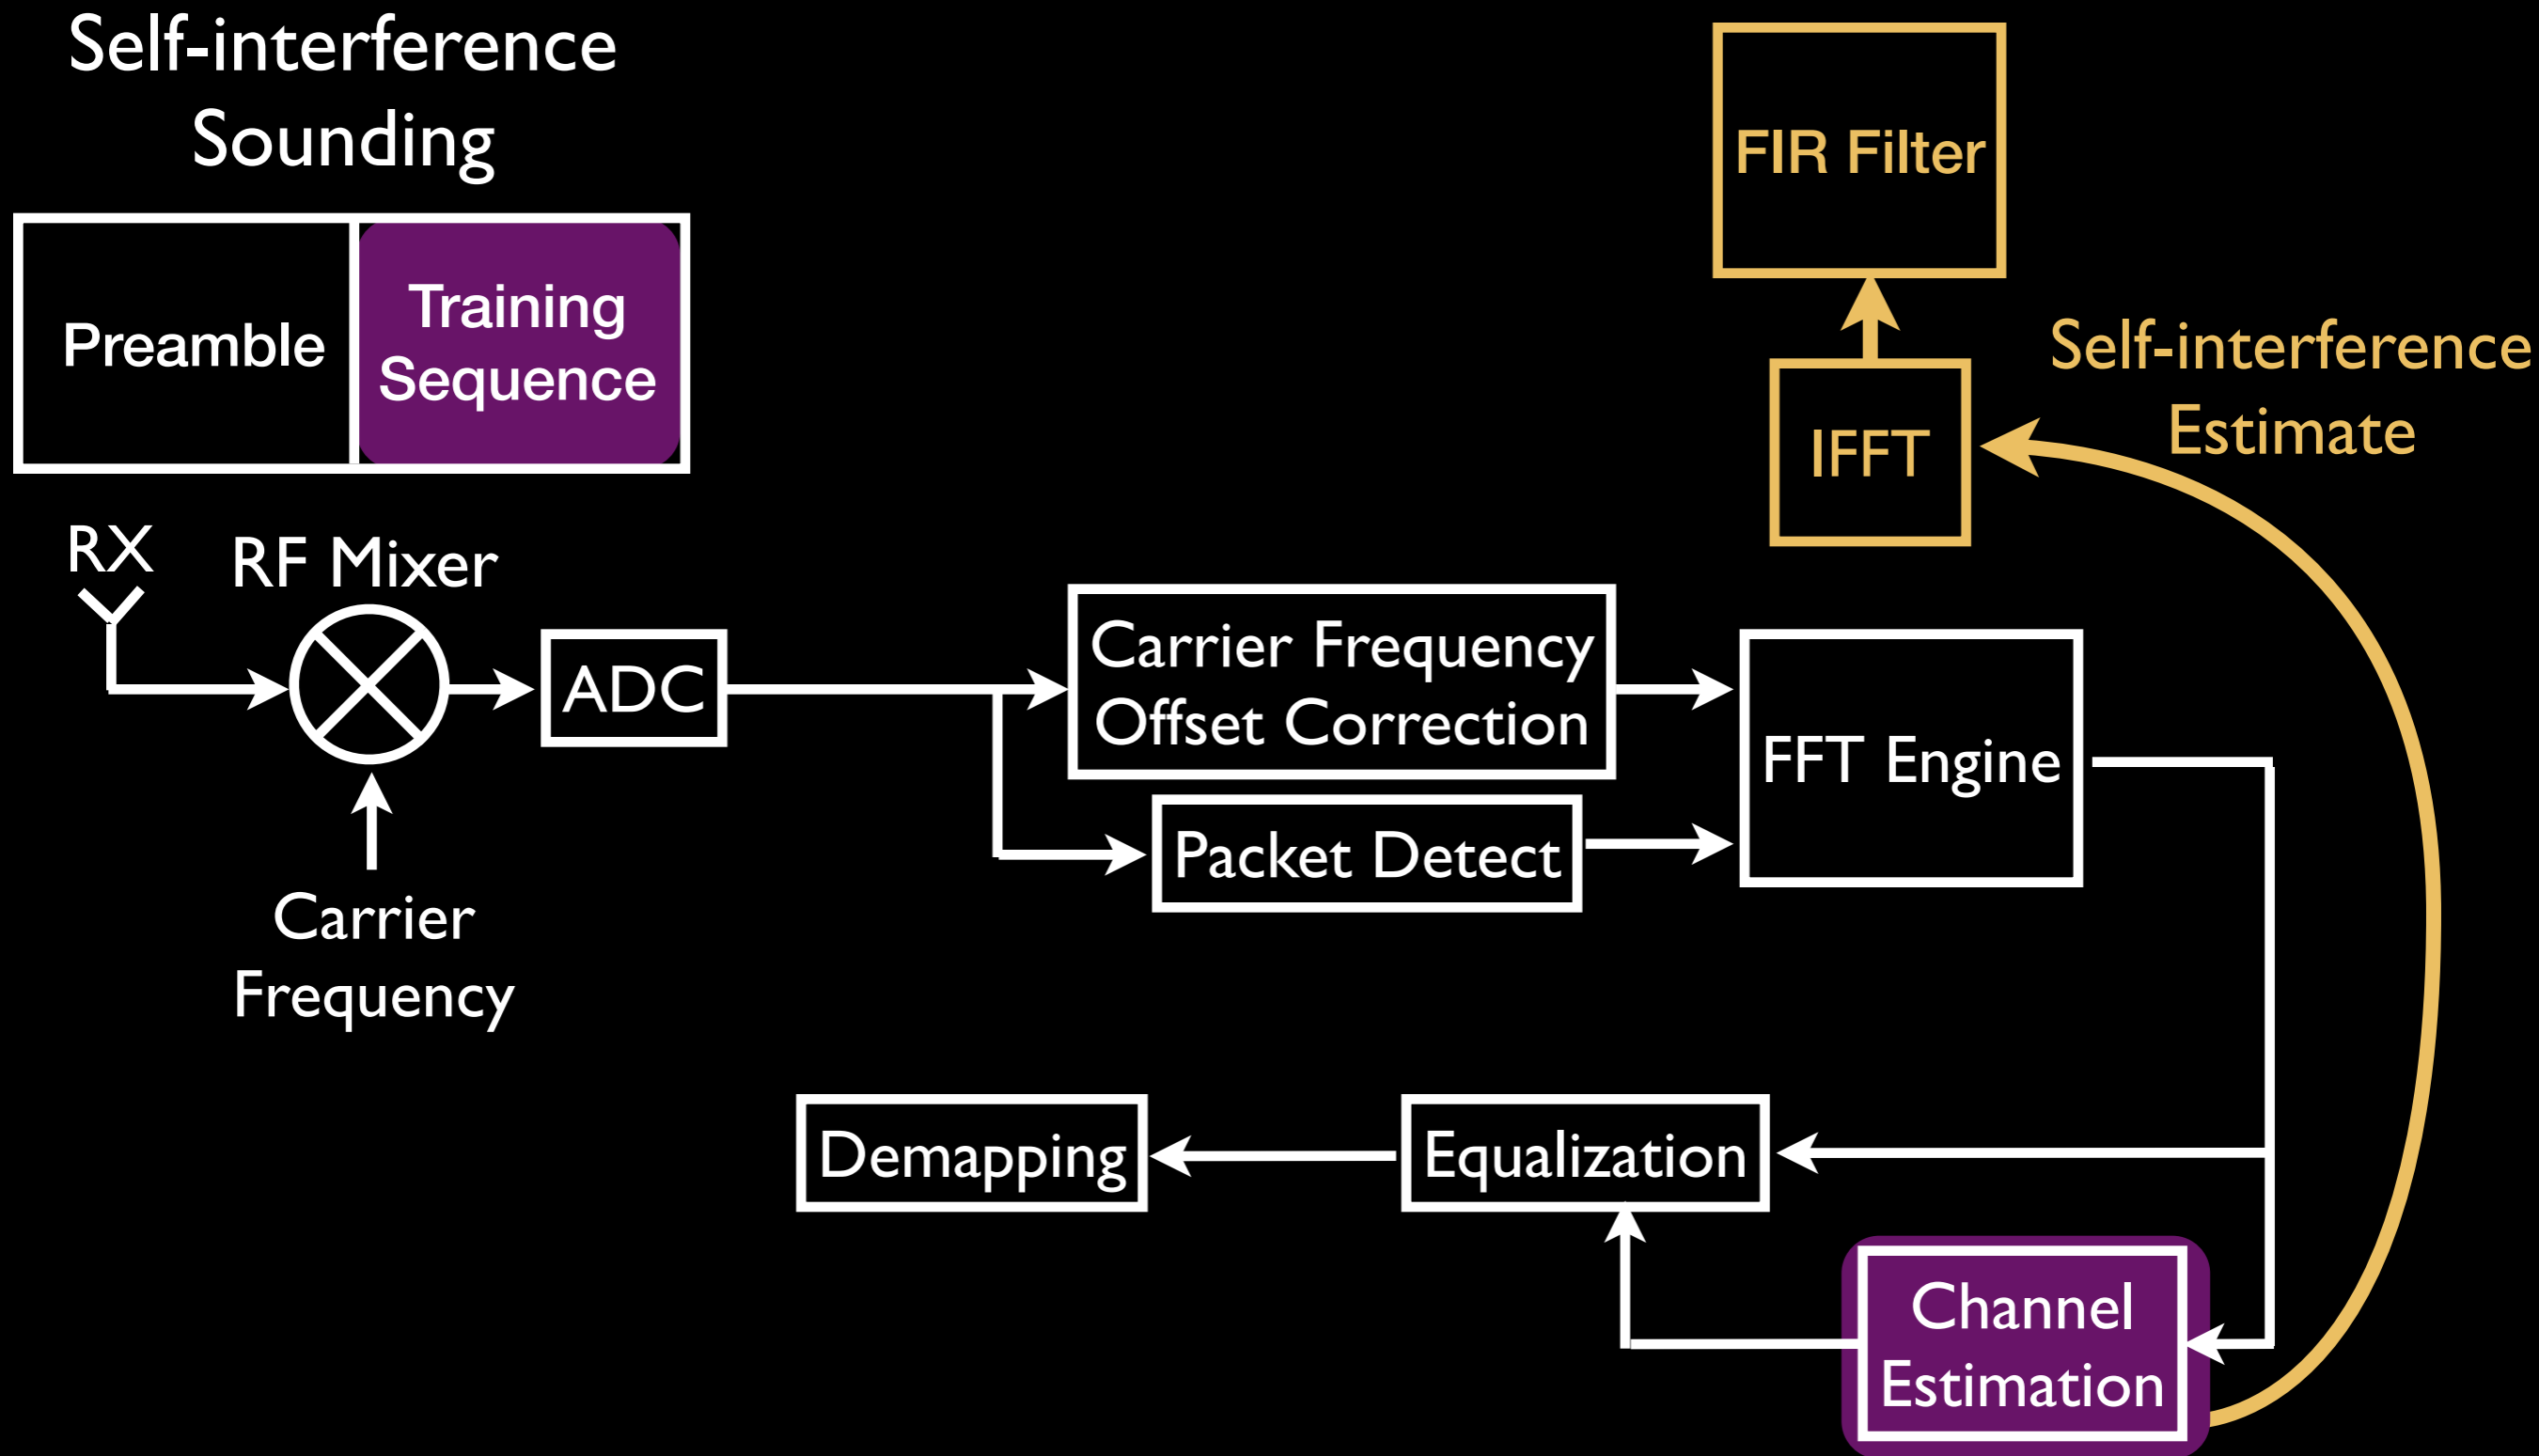 Self-interference
Sounding
Preamble
Training
Sequence
FIR Filter
IFFT
Self-interference
Estimate
RX
RF Mixer
ADC
Carrier
Frequency
Carrier Frequency
Offset Correction
Packet Detect
FFT Engine
Demapping
Equalization
Channel
Estimation